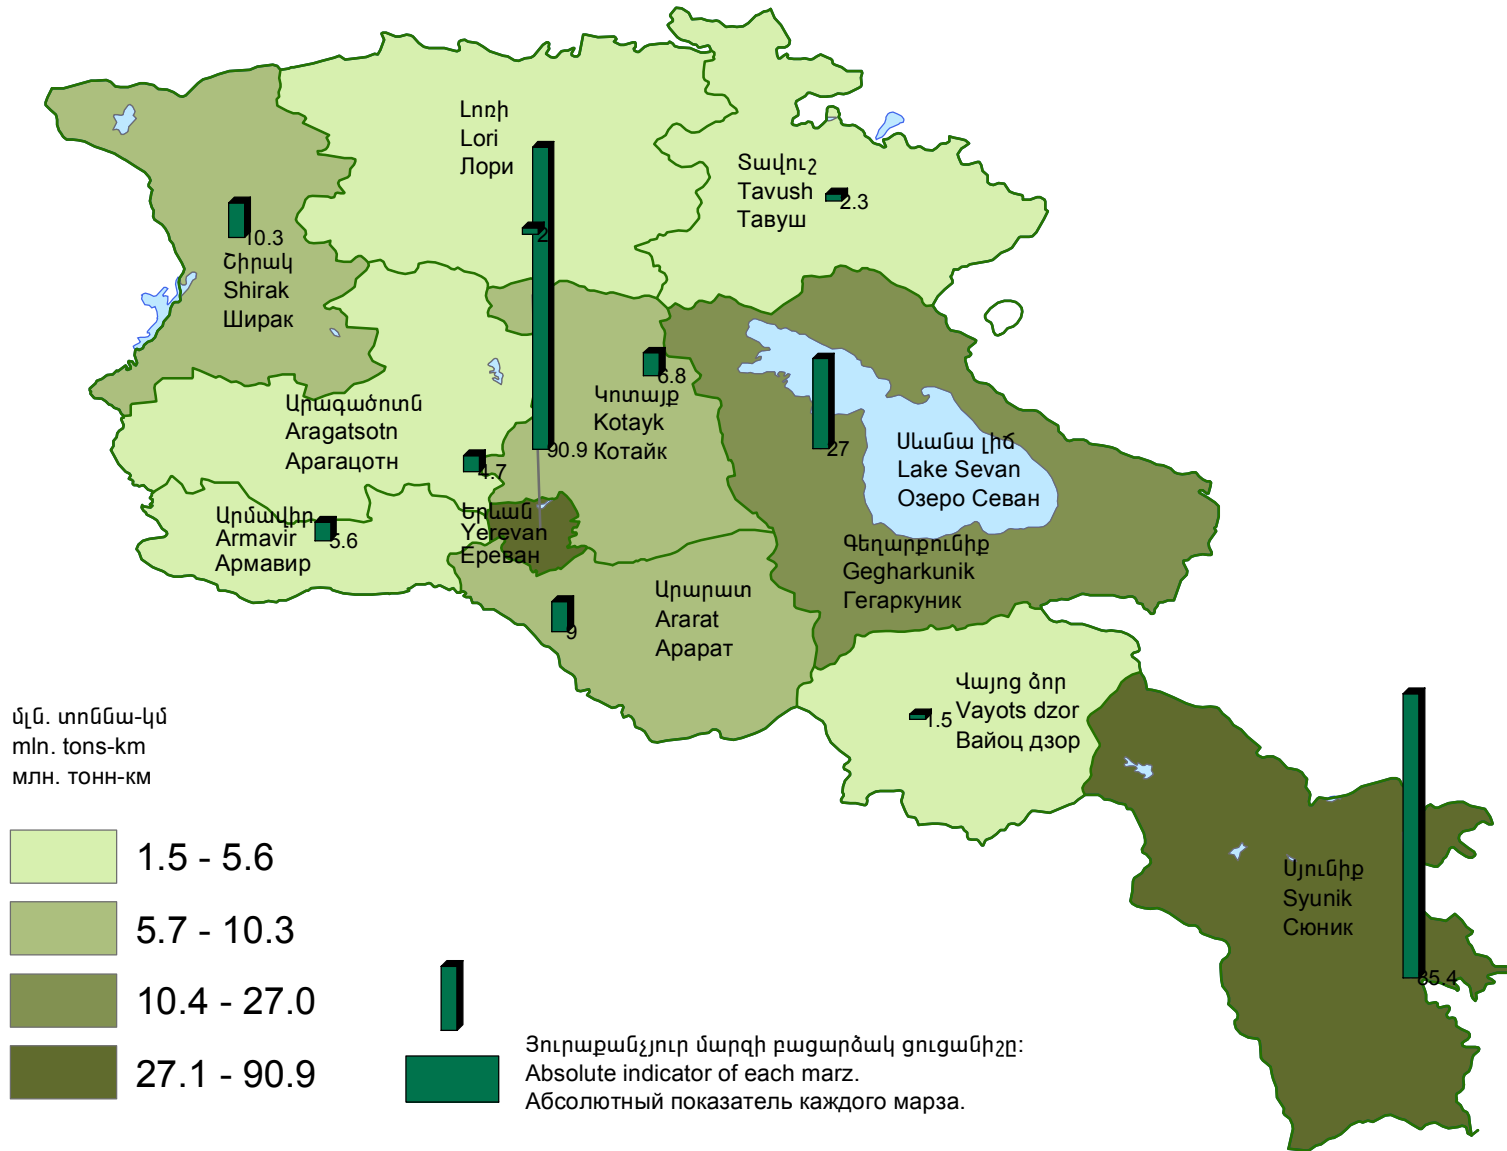 Լոռի
Lori
Лори
2
Տավուշ
Tavush
Тавуш
2.3
10.3
Շիրակ
Shirak
Ширак
6.8
Կոտայք
Kotayk
Котайк
90.9
Արագածոտն
Aragatsotn
Арагацотн
4.7
27
Սևանա լիճ
Lake Sevan
Озеро Севан
Արմավիր
Armavir
Армавир
5.6
Երևան
Yerevan
Ереван
Գեղարքունիք
Gegharkunik
Гегаркуник
9
Արարատ
Ararat
Арарат
1.5
Վայոց ձոր
Vayots dzor
Вайоц дзор
Սյունիք
Syunik
Сюник
85.4
մլն. տոննա-կմ
mln. tons-km
млн. тонн-км
1.5 - 5.6
5.7 - 10.3
10.4 - 27.0
27.1 - 90.9
Յուրաքանչյուր մարզի բացարձակ ցուցանիշը:
Absolute indicator of each marz.
Абсолютный показатель каждого марза.